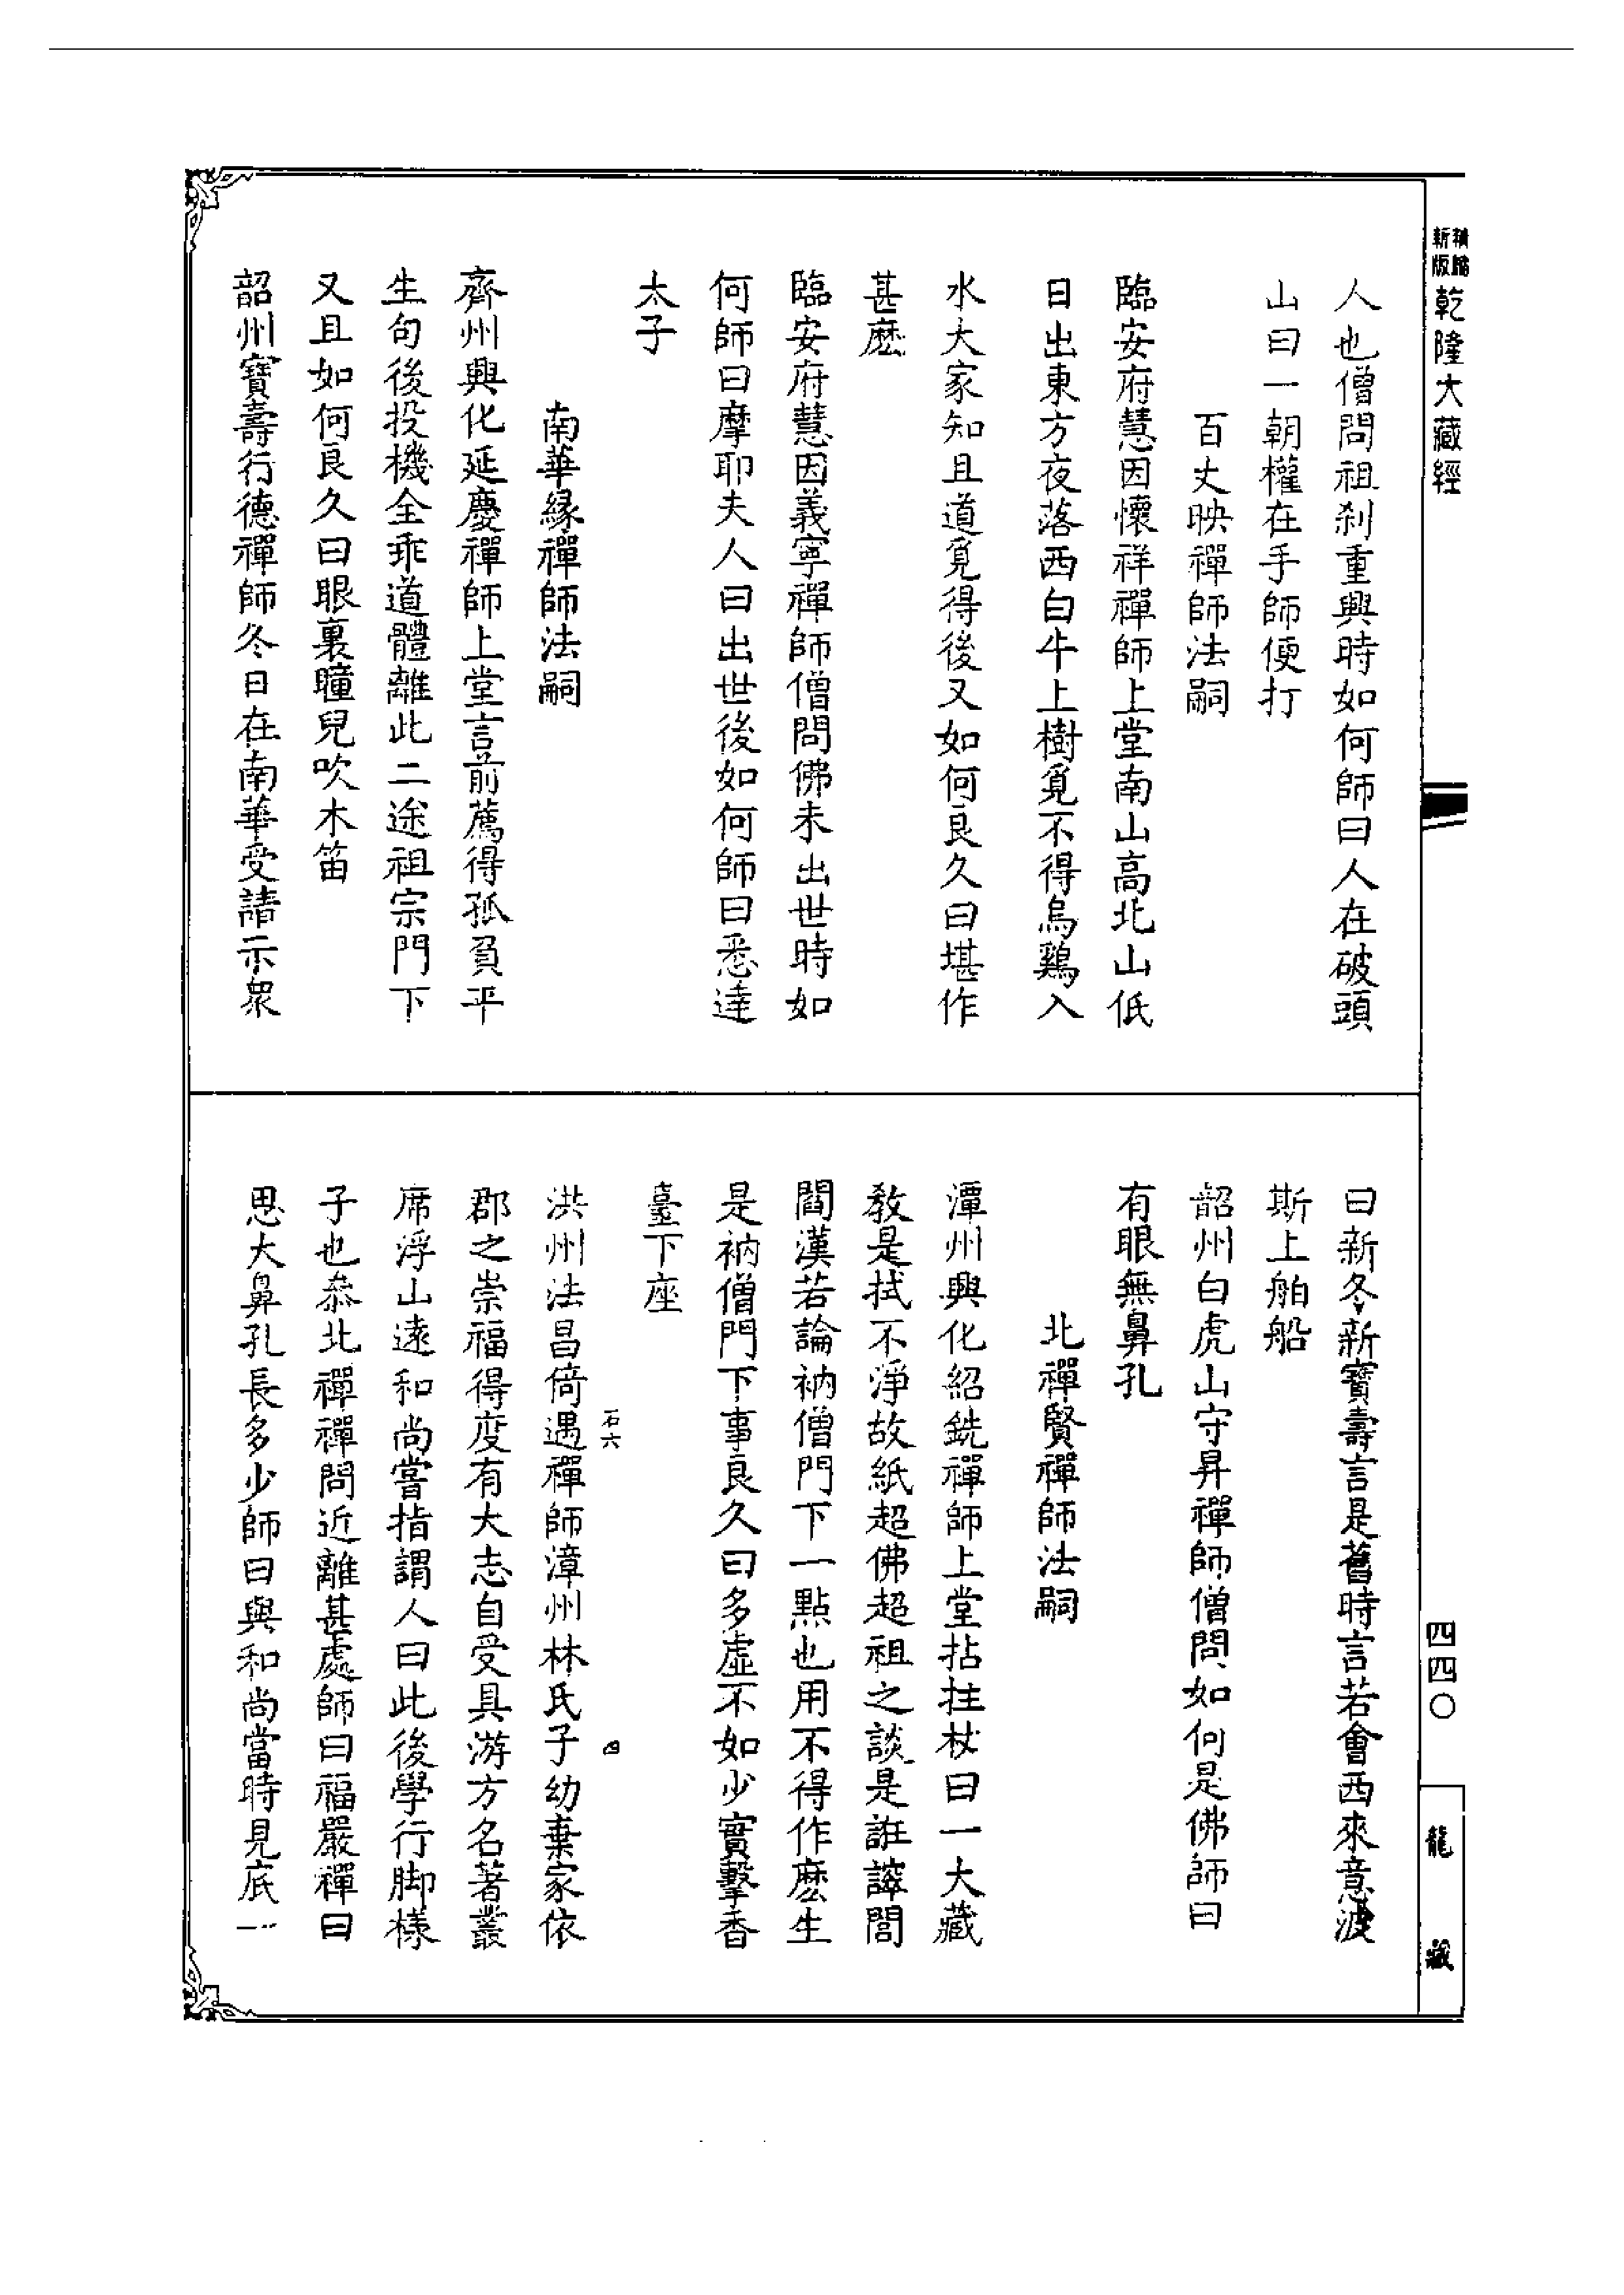 精縮新版乾隆大藏經
人也僧問祖刹重興時如何師曰人在破頭
山曰一朝權在手師便打
百丈映禪師法嗣
臨安府慧因懷祥禪師上堂南山高北山低
日出東方夜落西白牛上樹覓不得烏鷄入
水大家知且道覓得後又如何良久曰堪作
甚麽
臨安府慧因義寧禪師僧問佛未出世時如
何師曰摩耶夫人曰出世後如何師曰悉達
太子
南華緣禪師法嗣
齊州興化延慶禪師上堂言前薦得孤負平
生句後投機全乖道體離此二途祖宗門下
又且如何良久曰眼裏瞳兒吹木笛
韶州寶壽行德禪師冬日在南華受請示衆
曰新冬新寶壽言是舊時言若會西來意波
斯上舶船
韶州白虎山守昇禪師僧問如何是佛師曰
有眼無鼻孔
北禪賢禪師法嗣
潭州興化紹銑禪師上堂拈拄杖曰一大藏
敎是拭不淨故紙超佛超祖之談是誑謼閭
閻漢若論衲僧門下一點也用不得作麽生
是衲僧門下事良久曰多虛不如少實擊香
臺下座
石六
四
洪州法昌倚遇禪師漳州林氏子幼棄家依
郡之崇福得度有大志自受具游方名著叢
席浮山遠和尚嘗指謂人曰此後學行脚樣
子也叅北禪禪問近離甚處師曰福嚴禪曰
思大鼻孔長多少師曰與和尚當時見底一
四四〇
龍藏